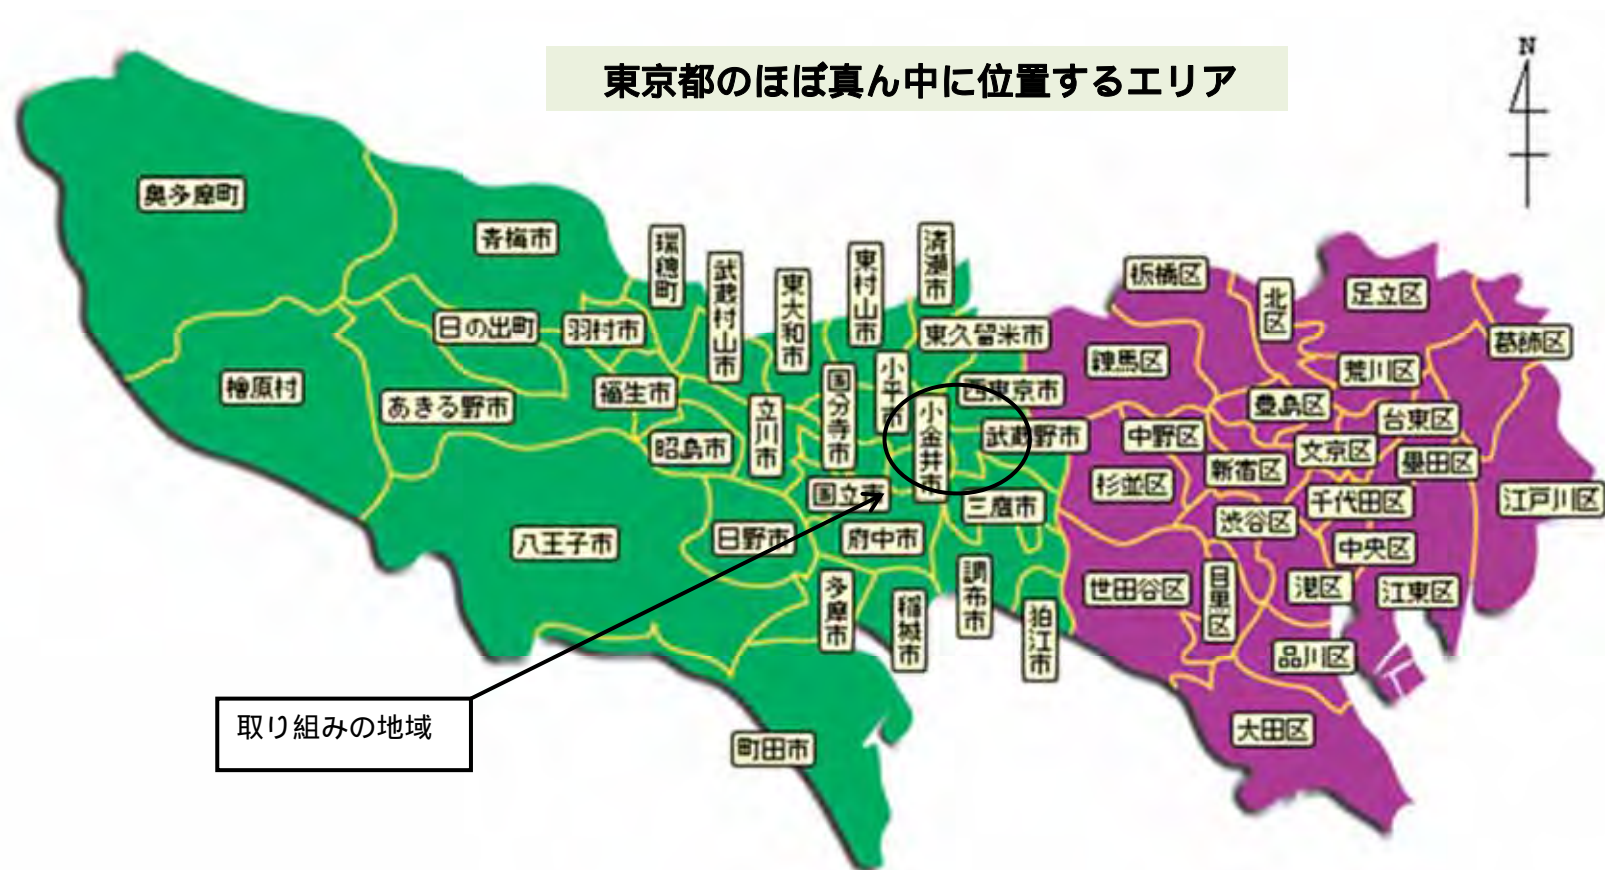 東京都のほぼ真ん中に位置するエリア
N
奥多摩町
青梅市
瑞穂町
武蔵村山市
東大和市
東村山市
清瀬市
板橋区
北区
足立区
葛飾区
日の出町
羽村市
東久留米市
練馬区
荒川区
檜原村
あきる野市
福生市
昭島市
立川市
国分寺市
小平市
小金井市
西東京市
武蔵野市
中野区
豊島区
台東区
文京区
墨田区
新宿区
杉並区
千代田区
江戸川区
国立市
三鷹市
渋谷区
中央区
八王子市
日野市
府中市
調布市
世田谷区
目黒区
港区
江東区
多摩市
稲城市
狛江市
品川区
取り組みの地域
町田市
大田区